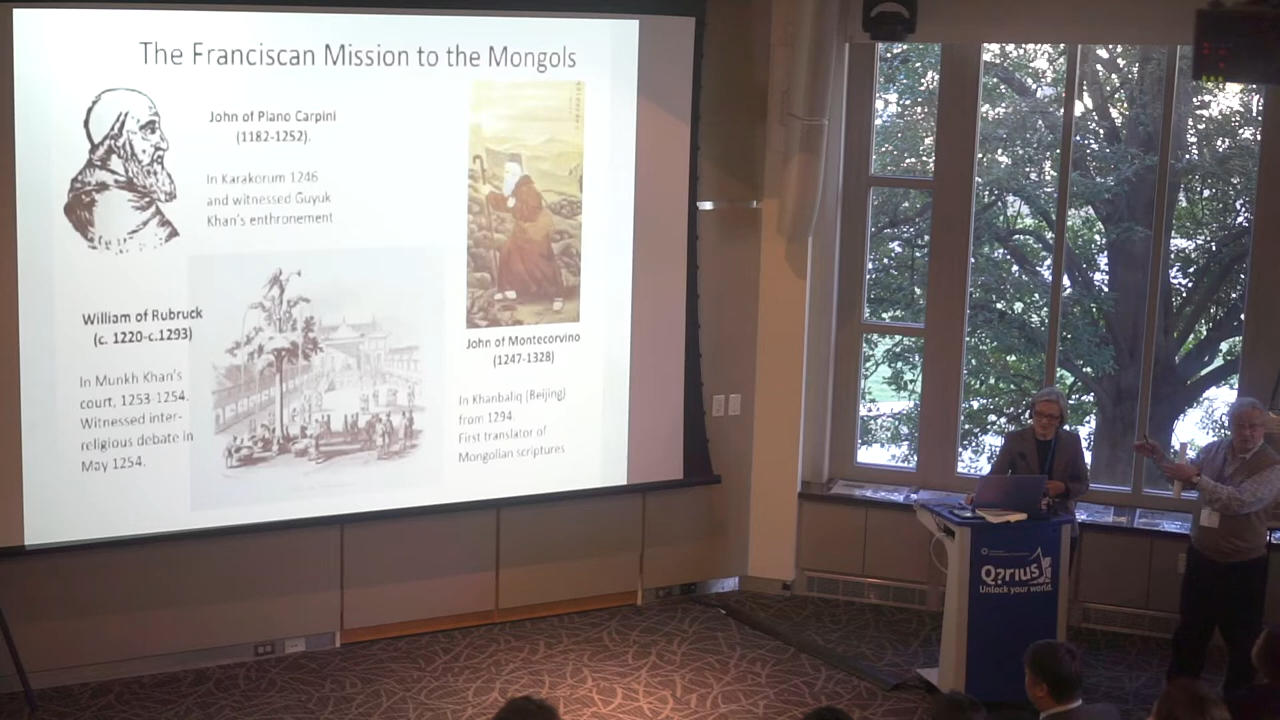 The Franciscan Mission to the Mongols
John of Plano Carpini
(1182-1252).
In Karakorum 1246
and witnessed Guyuk
Khan's enthronement
William of Rubruck
(c. 1220-c.1293)
In Munkh Khan's
court, 1253-1254.
Witnessed inter-
religious debate in
May 1254.
John of Montecorvino
(1247-1328)
In Khanbaliq (Beijing)
from 1294.
First translator of
Mongolian scriptures
Q?rius
Unlock your world.